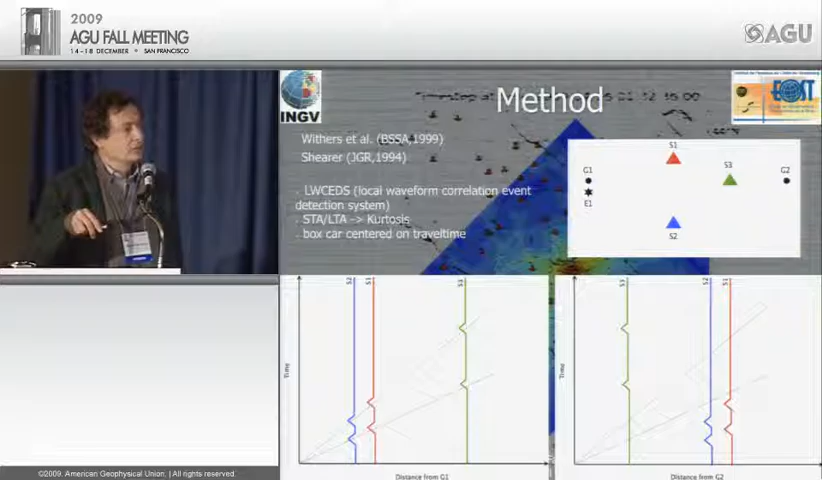 2009
AGU FALL MEETING
14-18 DECEMBER • SAN FRANCISCO
AGU
INGV
Method
EOST
Withers et al. (BSSA,1999)
Shearer (JGR,1994)
. LWCEDS (local waveform correlation event
detection system)
. STA/LTA -> Kurtosis
. box car centered on traveltime
S1
G1
S3
G2
E1
S2
S2
S1
S3
Time
Distance from G1
S3
S2
S1
Time
Distance from G2
©2009. American Geophysical Union. | All rights reserved.